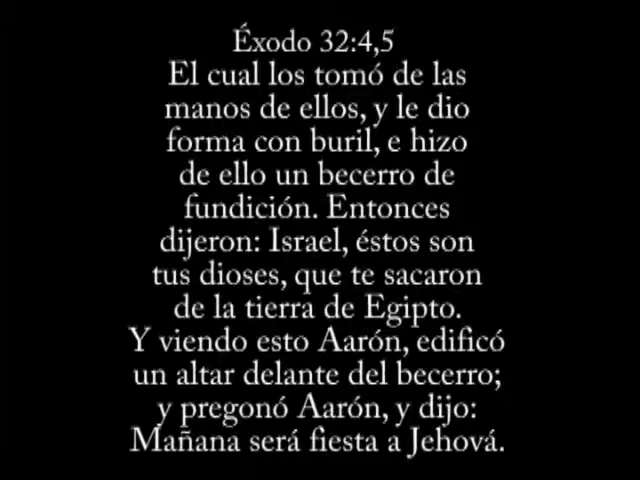 Éxodo 32:4,5
El cual los tomó de las
manos de ellos, y le dio
forma con buril, e hizo
de ello un becerro de
fundición. Entonces
dijeron: Israel, éstos son
tus dioses, que te sacaron
de la tierra de Egipto.
Y viendo esto Aarón, edificó
un altar delante del becerro;
y pregonó Aarón, y dijo:
Mañana será fiesta a Jehová.